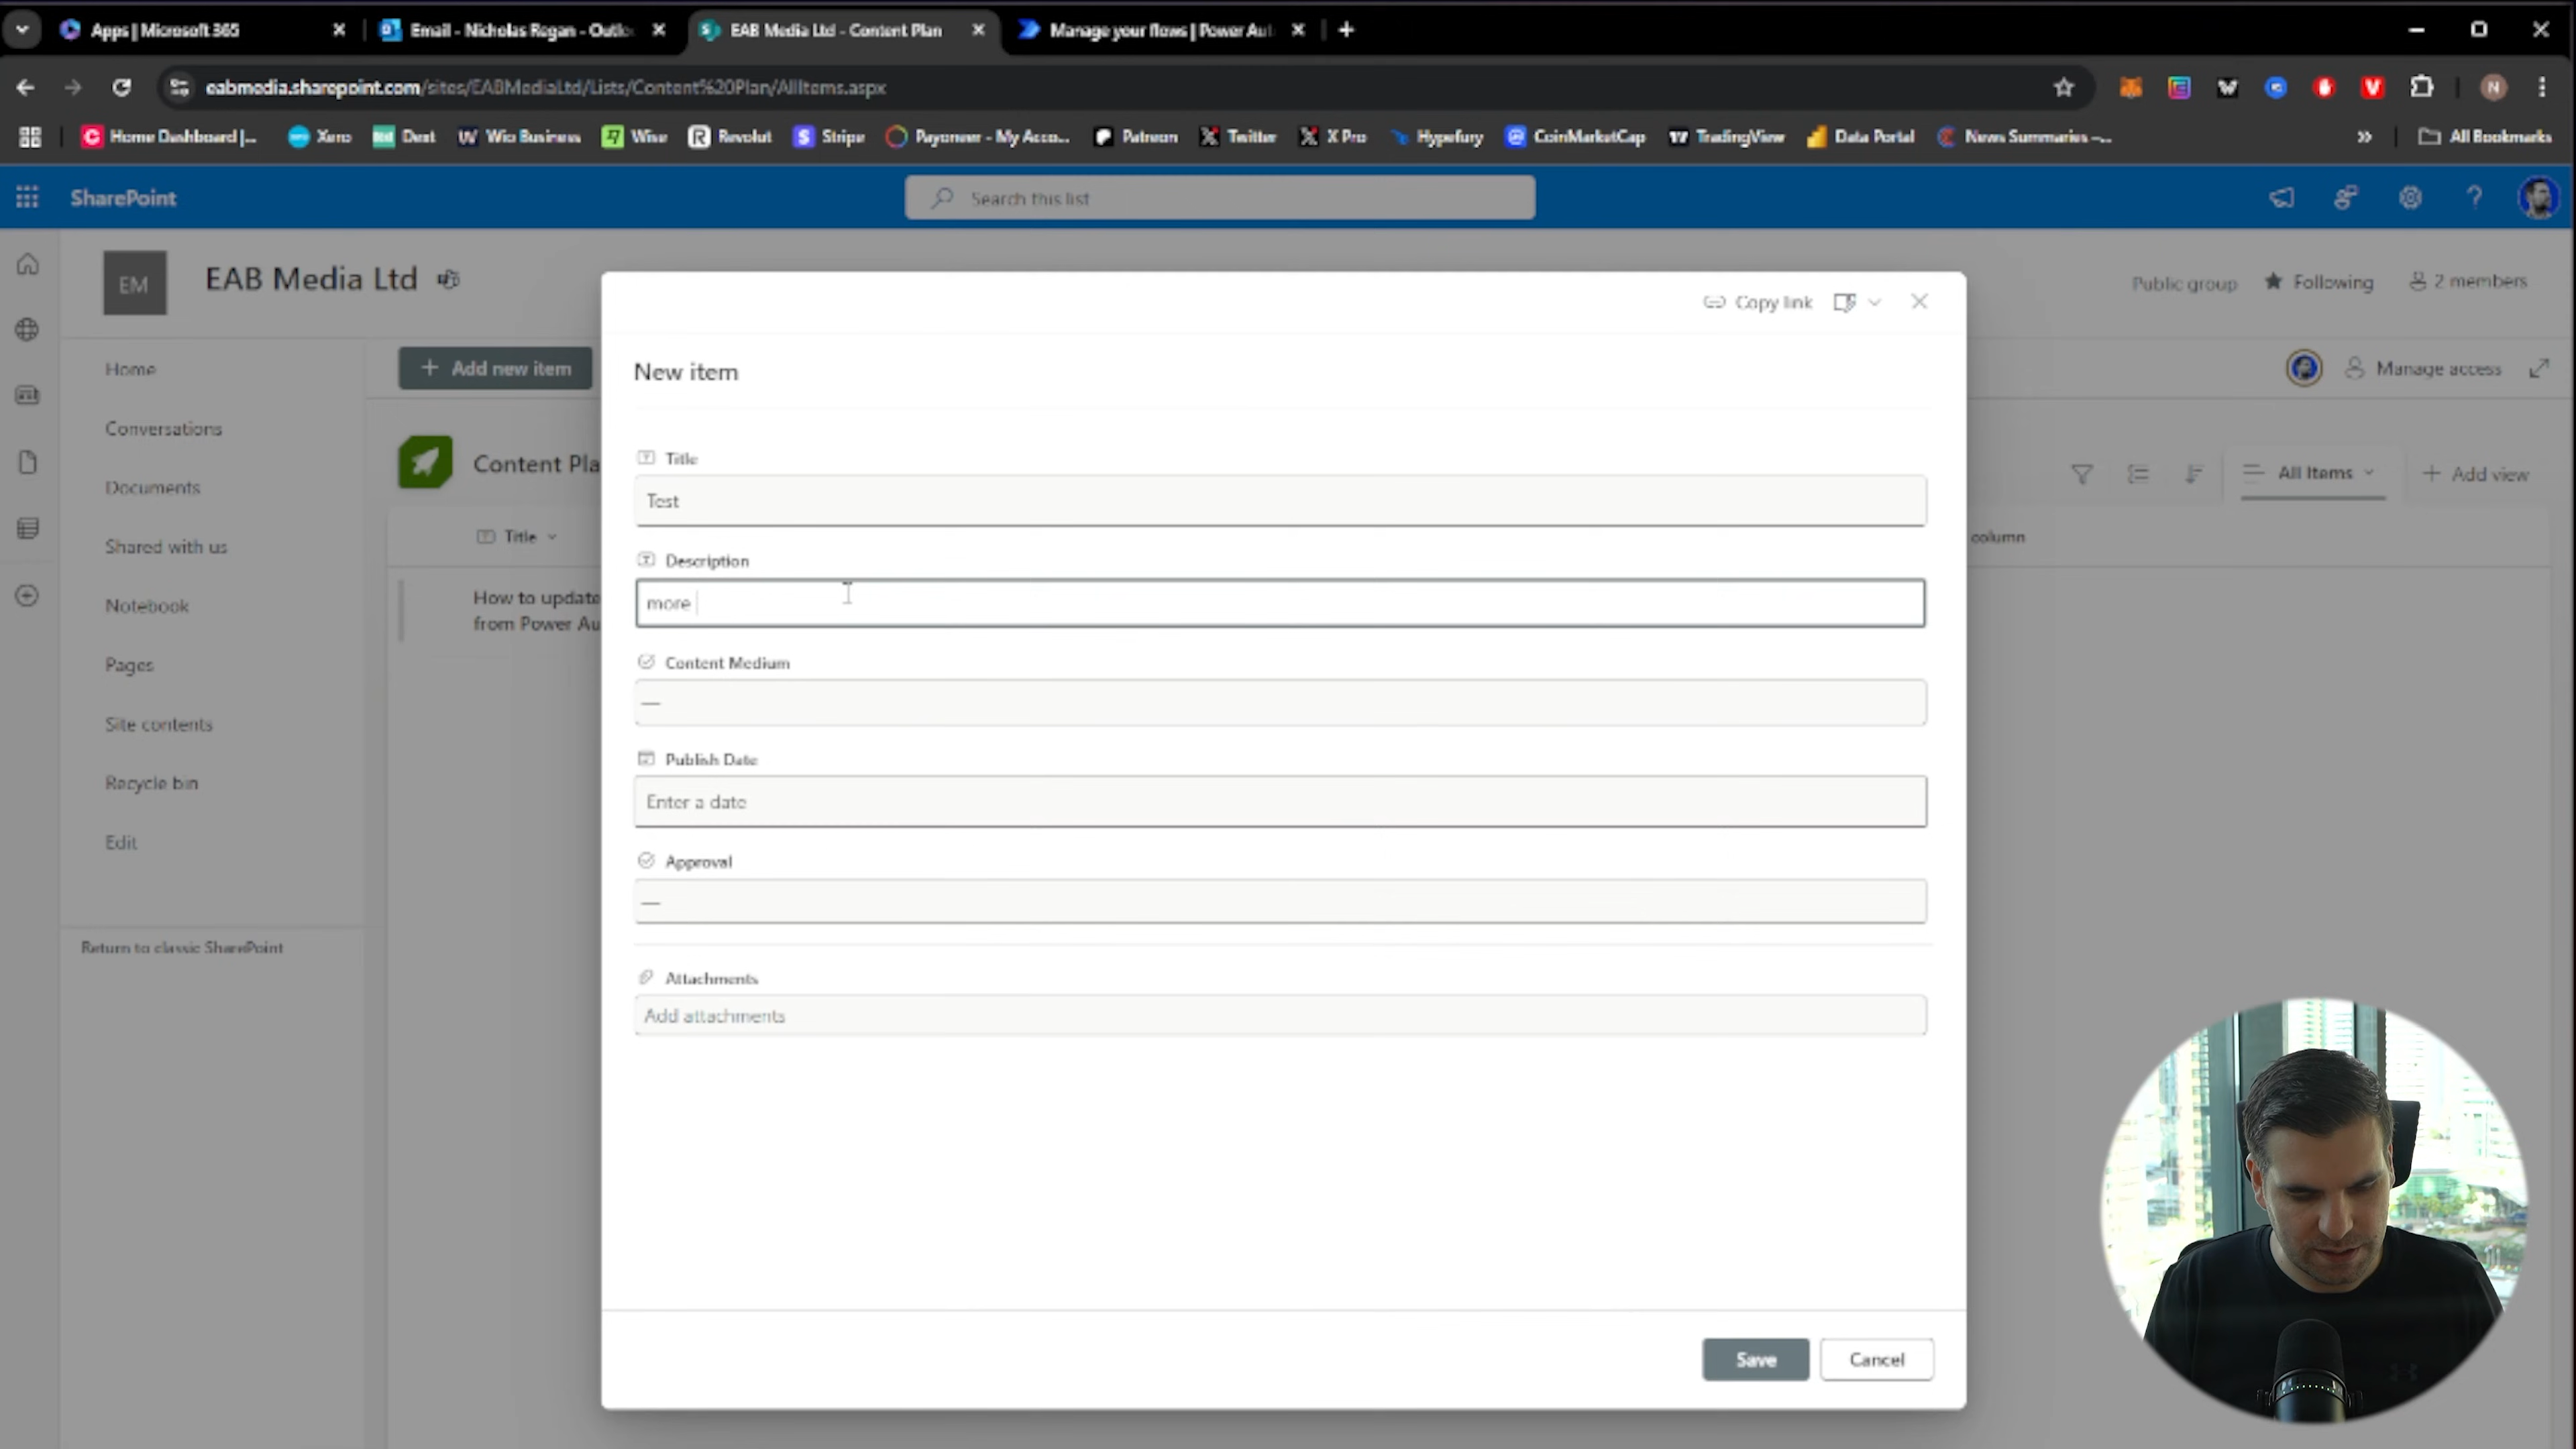 Apps | Microsoft 365
Email - Nicholas Regan - Outlo
EAB Media Ltd - Content Plan
Manage your flows | Power Aut
eabmedia.sharepoint.com/sites/EABMediaLtd/Lists/Content%20Plan/AllItems.aspx
N
Home Dashboard |...
Xero
Dext
Wio Business
Wise
Revolut
Stripe
Payoneer - My Acco...
Patreon
Twitter
X Pro
Hypefury
CoinMarketCap
TradingView
Data Portal
News Summaries –...
All Bookmarks
SharePoint
Search this list
EM
EAB Media Ltd
Public group
Following
2 members
Home
Conversations
Documents
Shared with us
Notebook
Pages
Site contents
Recycle bin
Edit
Return to classic SharePoint
+ Add new item
Manage access
Content Pla
All Items
+ Add view
Title
column
How to update
from Power Au
Copy link
New item
Title
Test
Description
more
Content Medium
—
Publish Date
Enter a date
Approval
—
Attachments
Add attachments
Save
Cancel